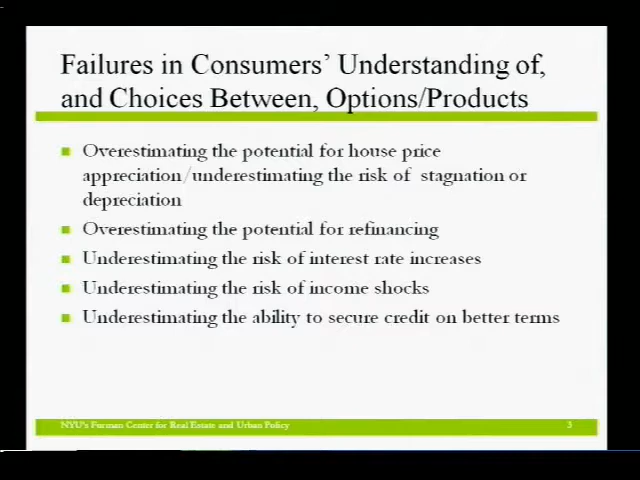 Failures in Consumers' Understanding of,
and Choices Between, Options/Products
Overestimating the potential for house price
appreciation/underestimating the risk of stagnation or
depreciation
Overestimating the potential for refinancing
Underestimating the risk of interest rate increases
Underestimating the risk of income shocks
Underestimating the ability to secure credit on better terms
NYU's Furman Center for Real Estate and Urban Policy 3